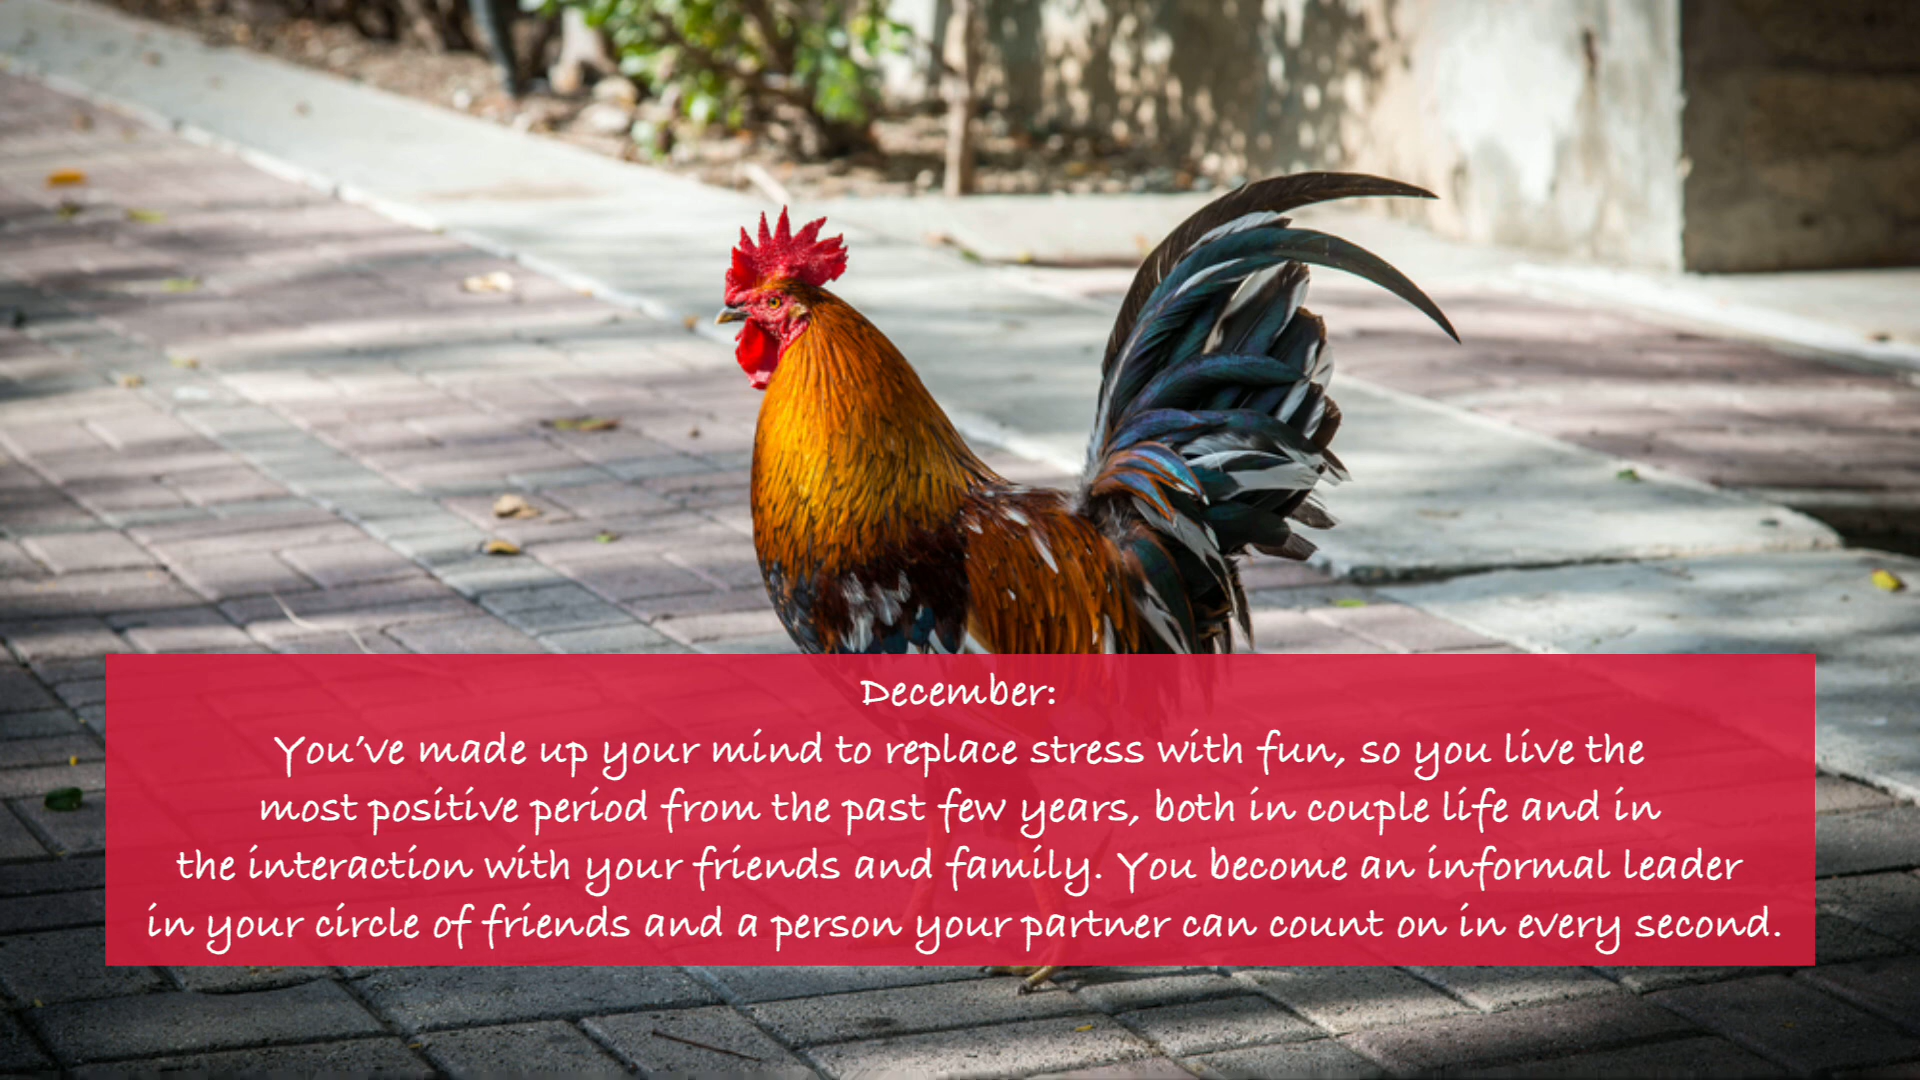 December:
You've made up your mind to replace stress with fun, so you live the
most positive period from the past few years, both in couple life and in
the interaction with your friends and family. You become an informal leader
in your circle of friends and a person your partner can count on in every second.